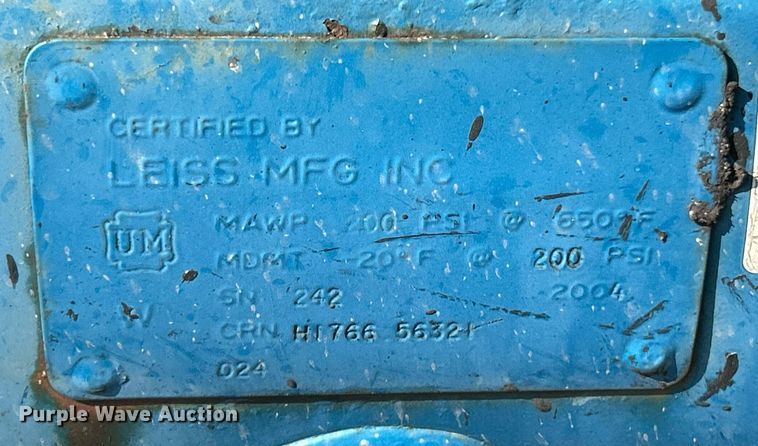 CERTIFIED BY
LEISS MFG INC
UM
MAWP 200 PSI @ 650°F
MDMT -20°F @ 200 PSI
SN 242 2004
W
CRN H1766 56321
024
Purple Wave Auction